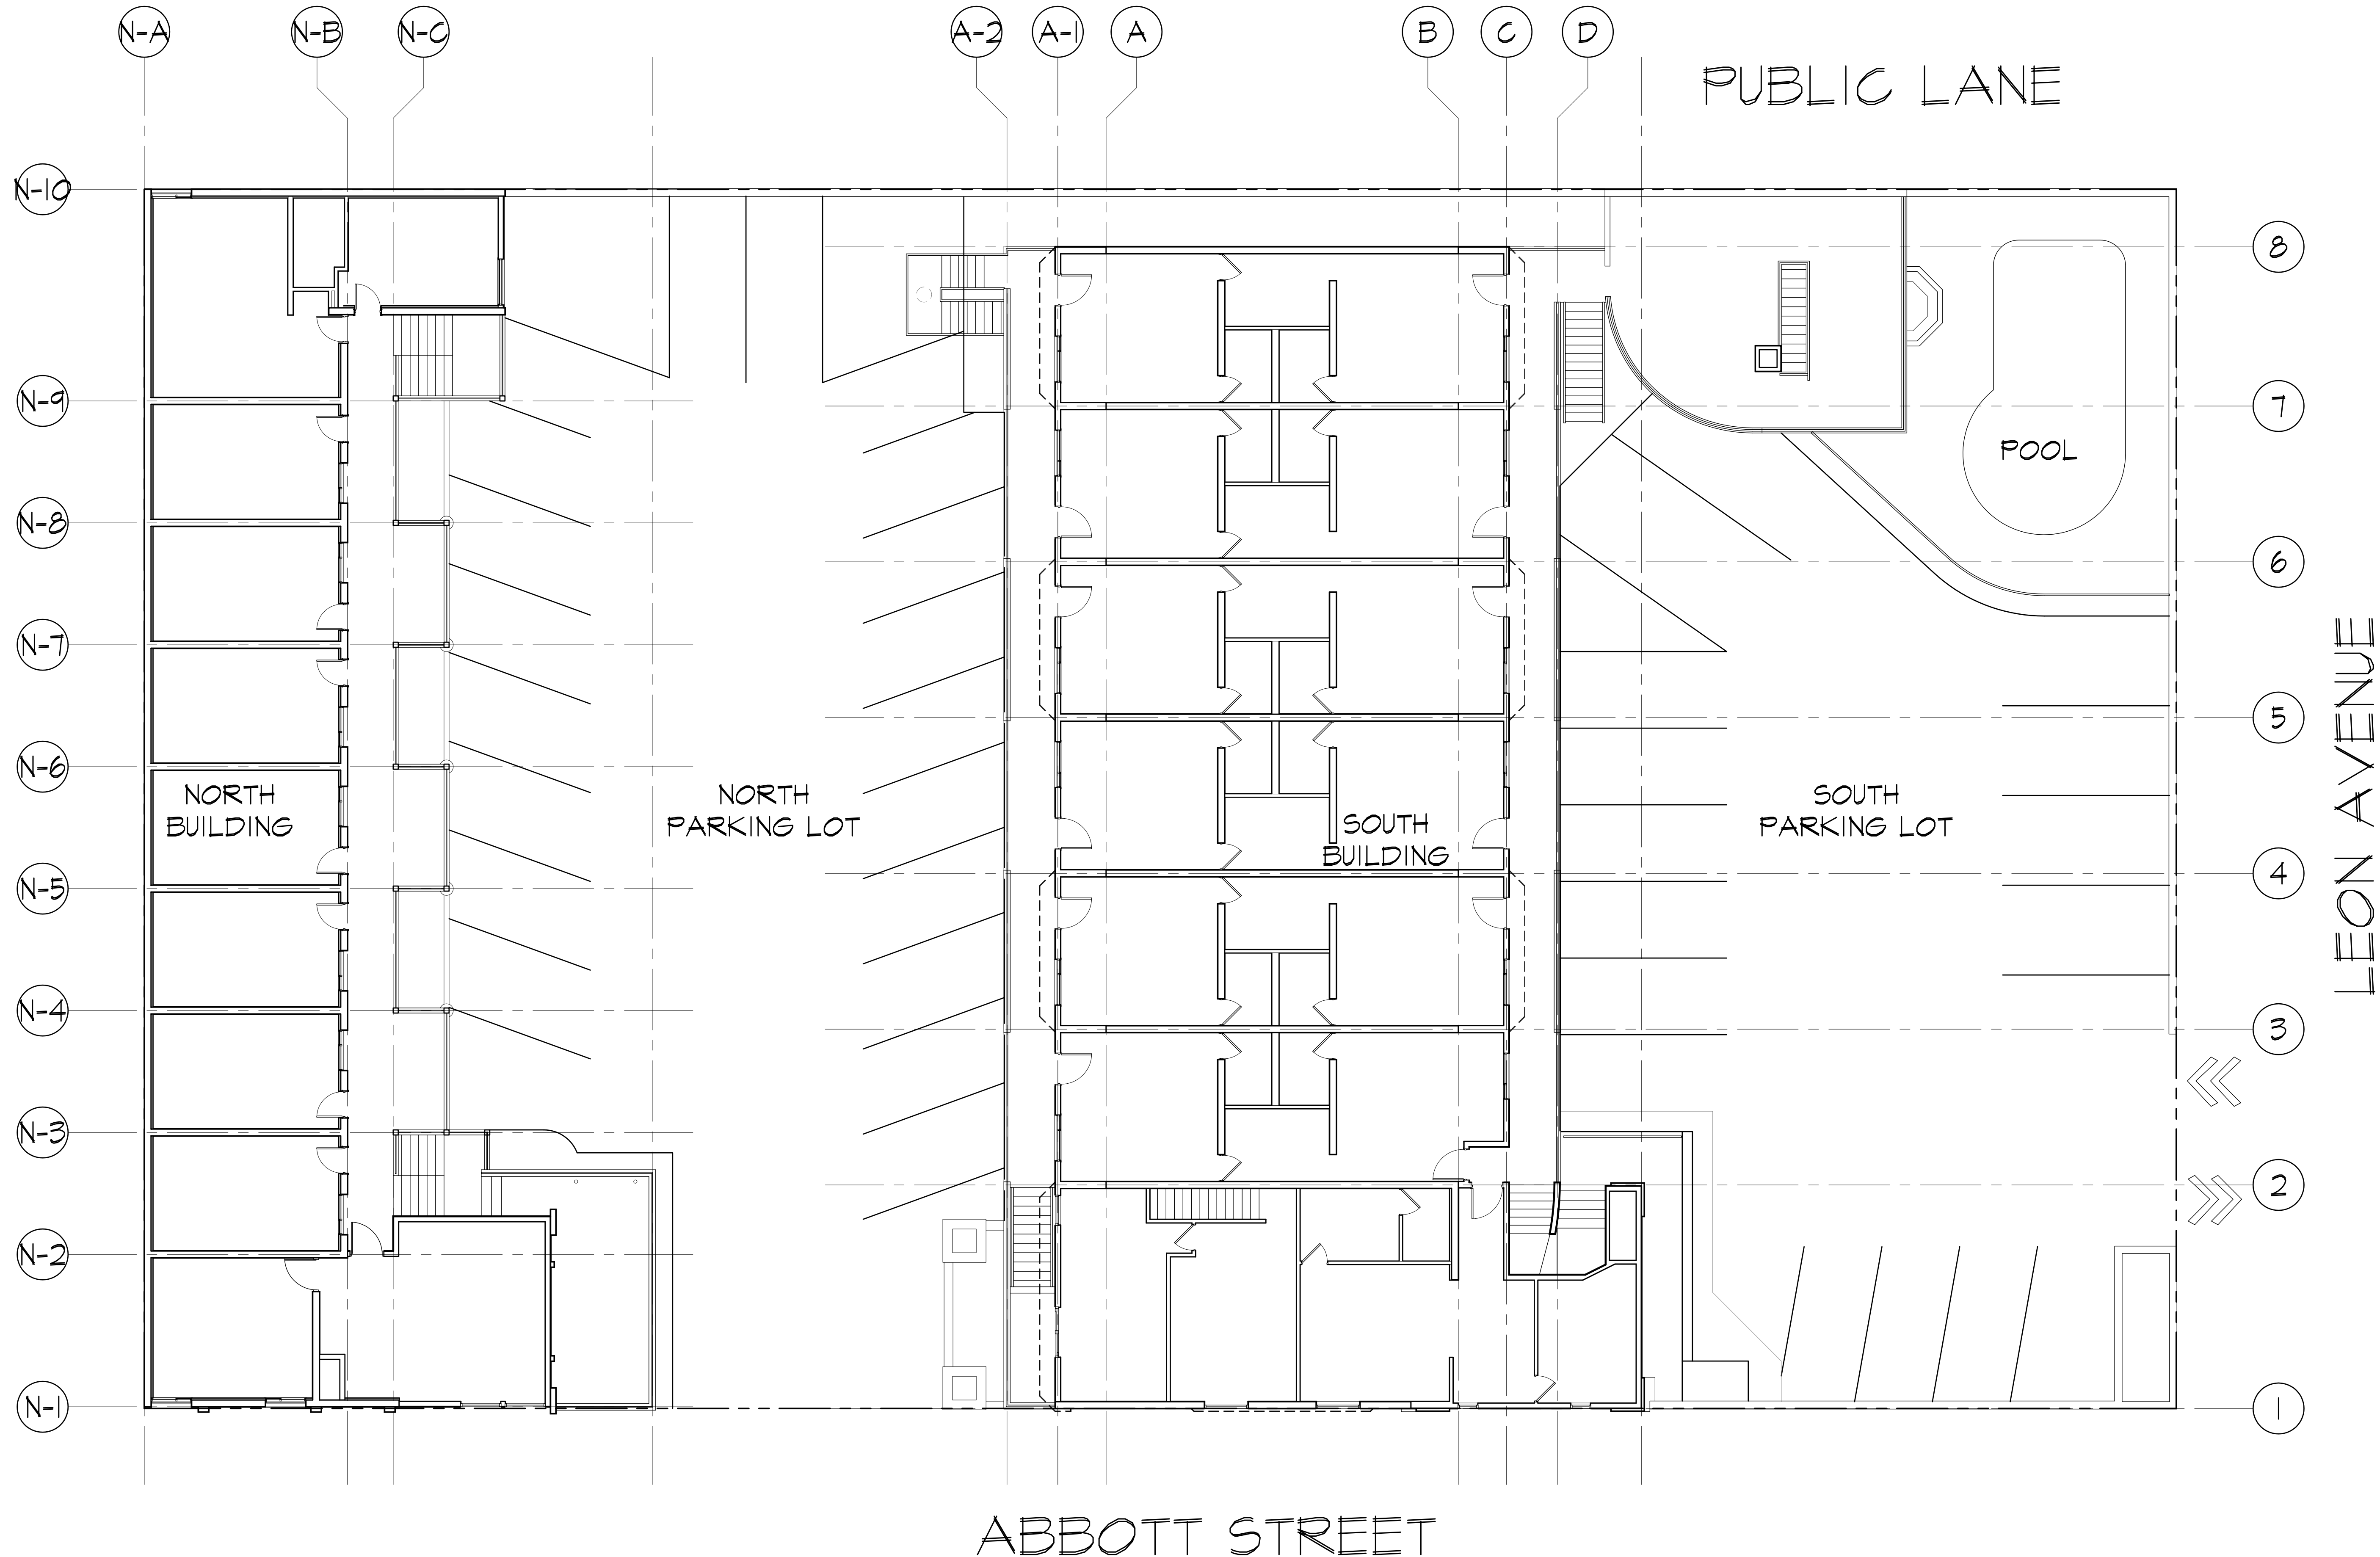 N-A
N-B
N-C
A-2
A-1
A
B
C
D
PUBLIC LANE
N-10
8
N-9
7
POOL
N-8
6
N-7
5
N-6
NORTH
BUILDING
NORTH
PARKING LOT
SOUTH
BUILDING
SOUTH
PARKING LOT
LEON AVENUE
N-5
4
N-4
3
N-3
2
N-2
N-1
1
ABBOTT STREET